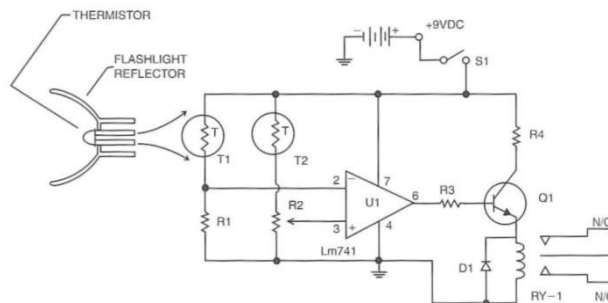 THERMISTOR
FLASHLIGHT
REFLECTOR
+9VDC
S1
T
T1
T
T2
R4
2
7
6
U1
R3
Q1
R1
R2
3
+
4
Lm741
D1
RY-1